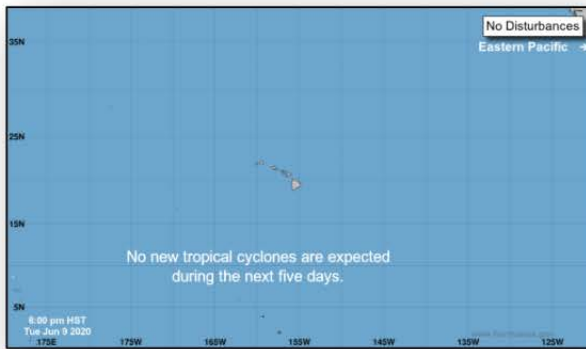 No Disturbances
35N
Eastern Pacific
25N
15N
No new tropical cyclones are expected
during the next five days.
5N
8:00 pm HST
Tue Jun 9 2020
175E
175W
165W
155W
145W
135W
125W